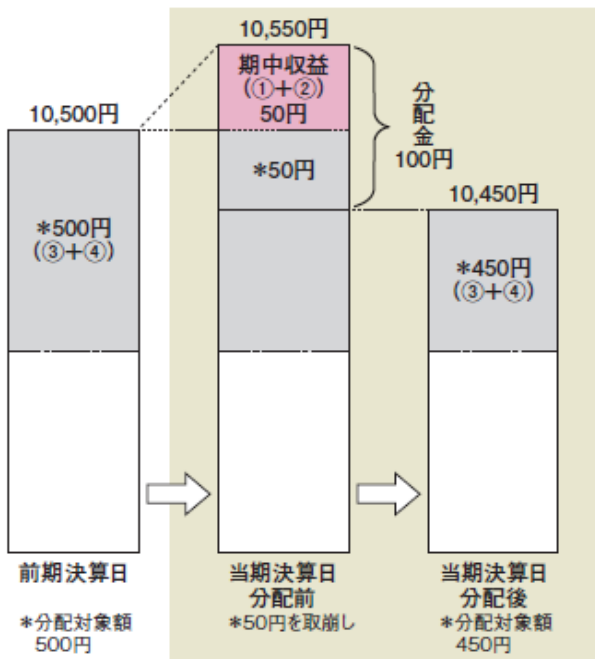 10,550円
期中収益
(①+②)
50円
分配金
100円
10,500円
*50円
10,450円
*500円
(③+④)
*450円
(③+④)
前期決算日
*分配対象額
500円
当期決算日
分配前
*50円を取崩し
当期決算日
分配後
*分配対象額
450円